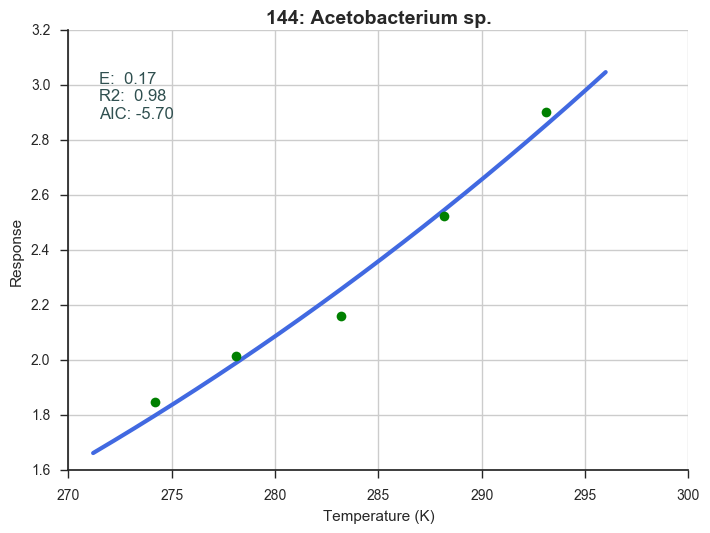 144: Acetobacterium sp.
E:  0.17
R2:  0.98
AIC: -5.70
Response
3.2
3.0
2.8
2.6
2.4
2.2
2.0
1.8
1.6
270 275 280 285 290 295 300
Temperature (K)